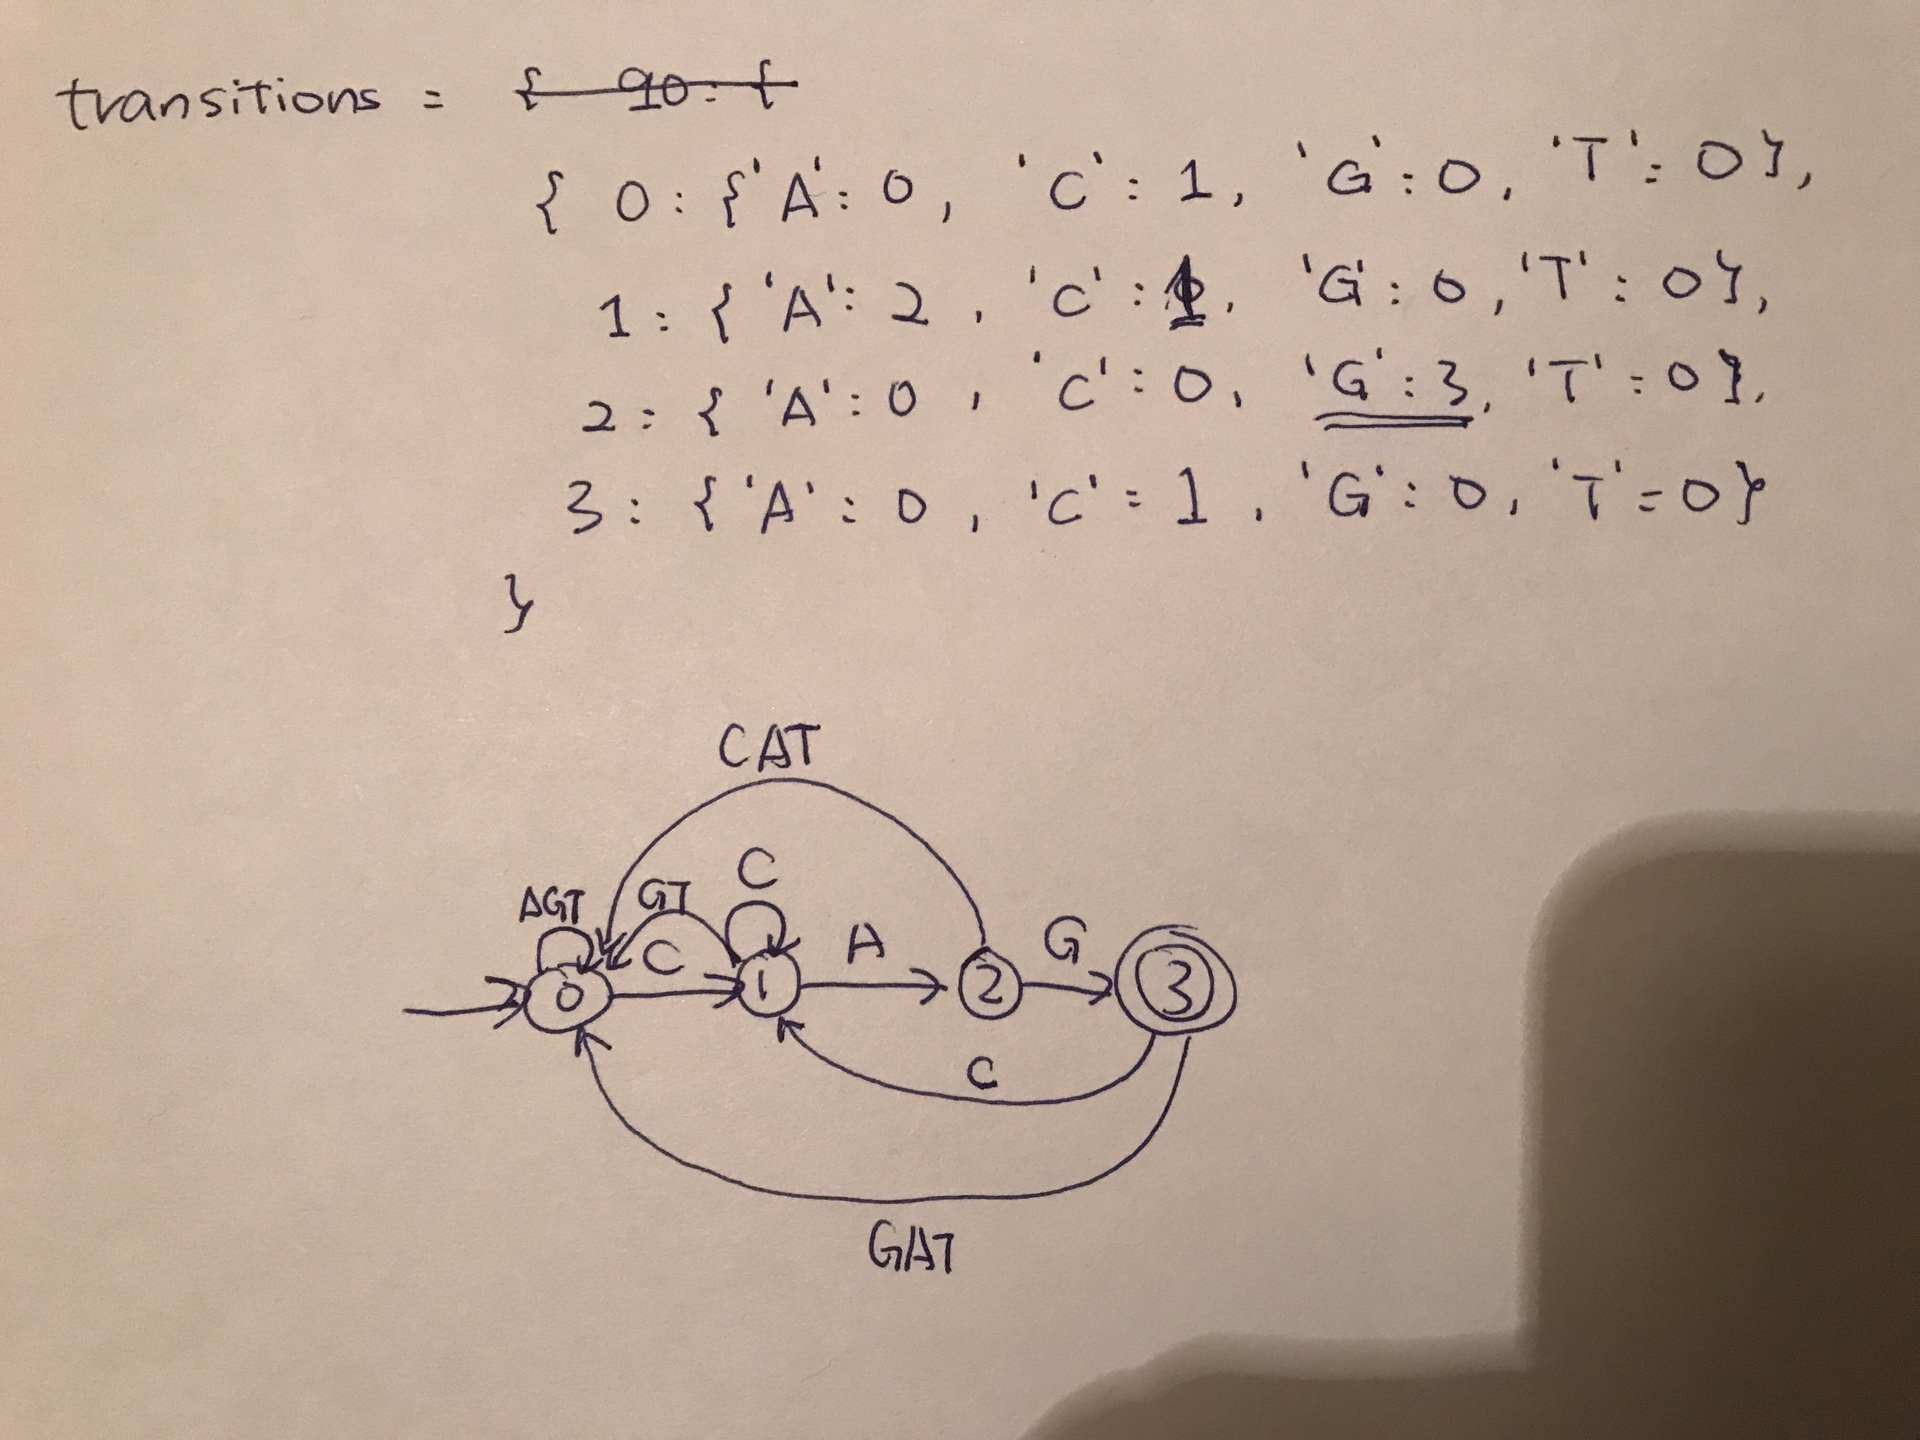 transitions = { q0: {
{ 0: {'A': 0, 'C': 1, 'G': 0, 'T': 0},
1: {'A': 2, 'C': 1, 'G': 0, 'T': 0},
2: {'A': 0, 'C': 0, 'G': 3, 'T': 0},
3: {'A': 0, 'C': 1, 'G': 0, 'T': 0}
}
CAT
AGT GT C
C A G
0 1 2 3
C
GAT